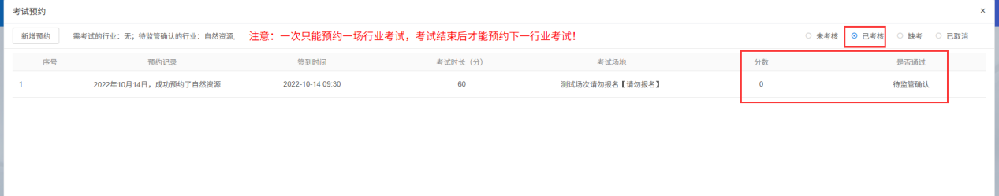 考试预约 ×
新增预约 需考试的行业：无；待监管确认的行业：自然资源; 注意：一次只能预约一场行业考试，考试结束后才能预约下一行业考试！ 未考核 已考核 缺考 已取消
序号 预约记录 签到时间 考试时长（分） 考试场地 分数 是否通过
1 2022年10月14日，成功预约了自然资源... 2022-10-14 09:30 60 测试场次请勿报名【请勿报名】 0 待监管确认